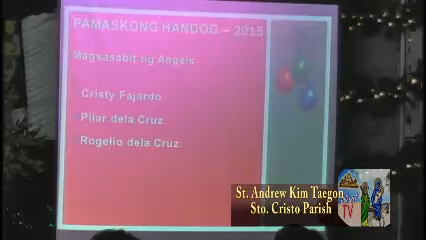 PAMASKONG HANDOG – 2015
Magsasabit ng Angels
Cristy Fajardo
Pilar dela Cruz
Rogelio dela Cruz
St. Andrew Kim Taegon
Sto. Cristo Parish
TV